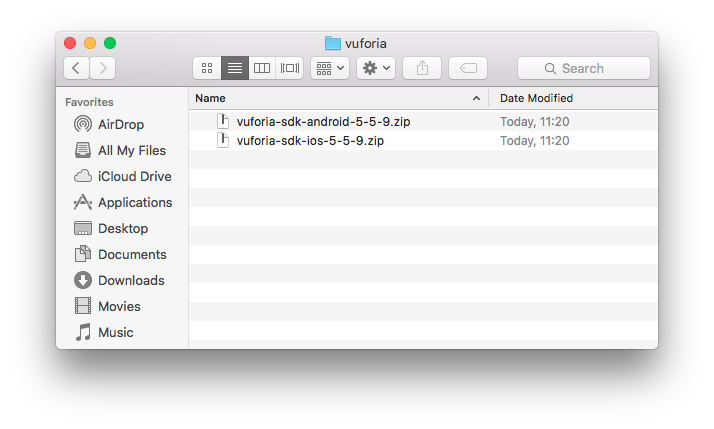 vuforia
Search
Favorites
AirDrop
All My Files
iCloud Drive
Applications
Desktop
Documents
Downloads
Movies
Music
Name
Date Modified
vuforia-sdk-android-5-5-9.zip
Today, 11:20
vuforia-sdk-ios-5-5-9.zip
Today, 11:20